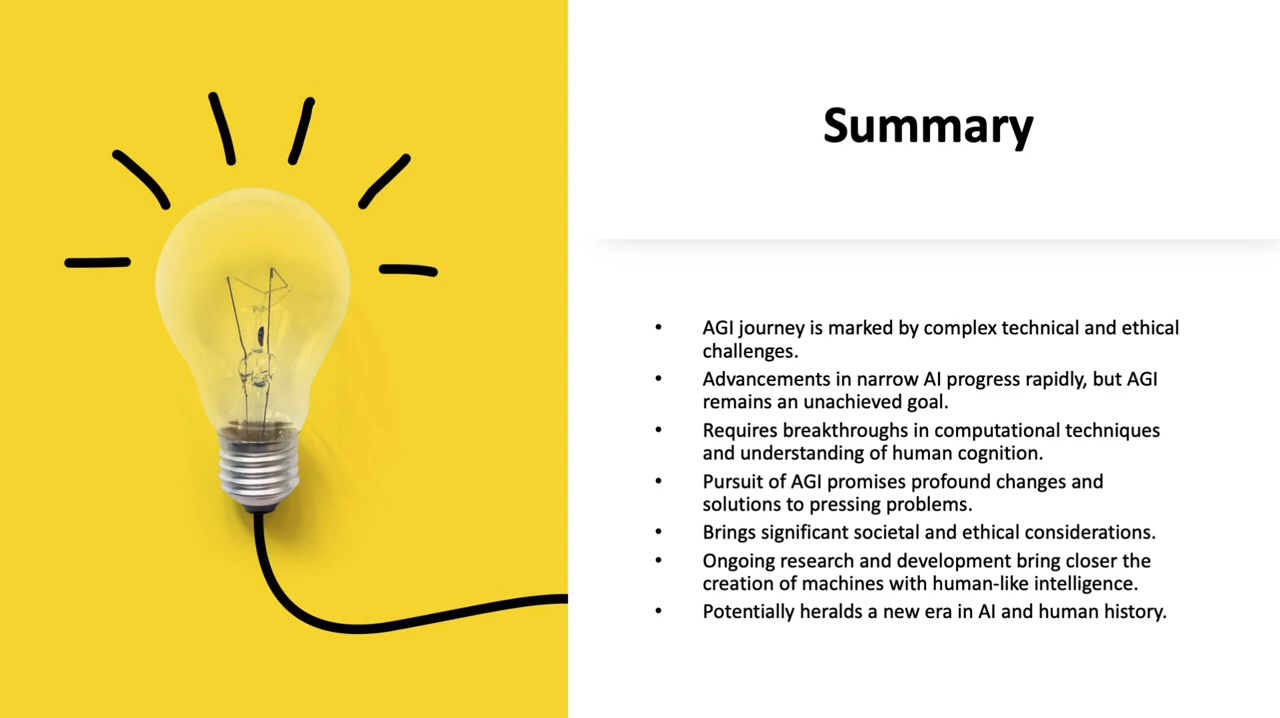 Summary
• AGI journey is marked by complex technical and ethical
challenges.
• Advancements in narrow AI progress rapidly, but AGI
remains an unachieved goal.
• Requires breakthroughs in computational techniques
and understanding of human cognition.
• Pursuit of AGI promises profound changes and
solutions to pressing problems.
• Brings significant societal and ethical considerations.
• Ongoing research and development bring closer the
creation of machines with human-like intelligence.
• Potentially heralds a new era in AI and human history.